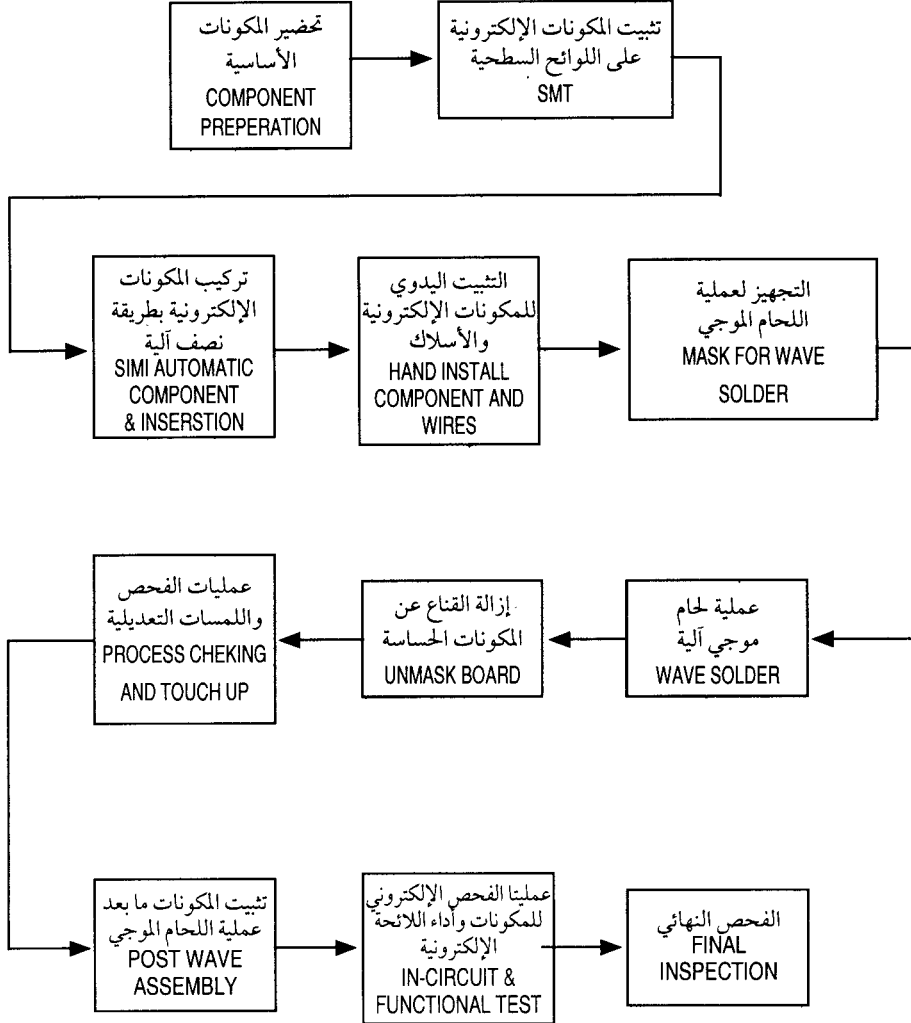 تحضير المكونات
الأساسية
COMPONENT
PREPERATION
تثبيت المكونات الإلكترونية
على اللوائح السطحية
SMT
تركيب المكونات
الإلكترونية بطريقة
نصف آلية
SIMI AUTOMATIC
COMPONENT
& INSERSTION
التثبيت اليدوي
للمكونات الإلكترونية
والأسلاك
HAND INSTALL
COMPONENT AND
WIRES
التجهيز لعملية
اللحام الموجي
MASK FOR WAVE
SOLDER
عملية لحام
موجي آلية
WAVE SOLDER
إزالة القناع عن
المكونات الحساسة
UNMASK BOARD
عمليات الفحص
واللمسات التعديلية
PROCESS CHEKING
AND TOUCH UP
تثبيت المكونات ما بعد
عملية اللحام الموجي
POST WAVE
ASSEMBLY
عمليتا الفحص الإلكتروني
للمكونات وأداء اللائحة
الإلكترونية
IN-CIRCUIT &
FUNCTIONAL TEST
الفحص النهائي
FINAL
INSPECTION